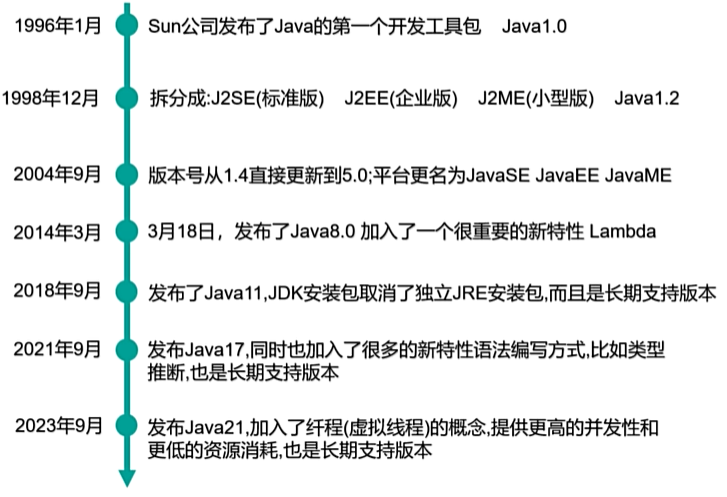 1996年1月 Sun公司发布了Java的第一个开发工具包 Java1.0
1998年12月 拆分成:J2SE(标准版) J2EE(企业版) J2ME(小型版) Java1.2
2004年9月 版本号从1.4直接更新到5.0;平台更名为JavaSE JavaEE JavaME
2014年3月 3月18日，发布了Java8.0 加入了一个很重要的新特性 Lambda
2018年9月 发布了Java11,JDK安装包取消了独立JRE安装包,而且是长期支持版本
2021年9月 发布Java17,同时也加入了很多的新特性语法编写方式,比如类型
推断,也是长期支持版本
2023年9月 发布Java21,加入了纤程(虚拟线程)的概念,提供更高的并发性和
更低的资源消耗,也是长期支持版本